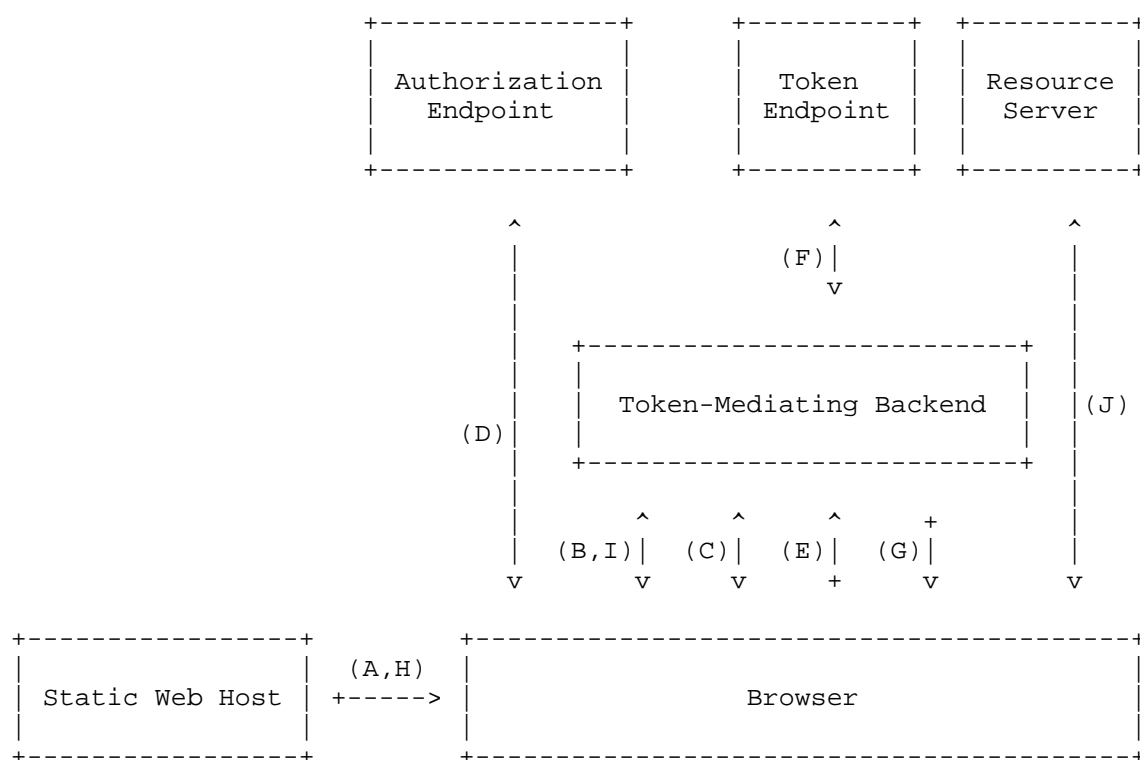 +---------------+      +-----------+  +-----------+
|               |      |           |  |           |
| Authorization |      |   Token   |  | Resource  |
|   Endpoint    |      | Endpoint  |  |  Server   |
|               |      |           |  |           |
+---------------+      +-----------+  +-----------+
^                   ^              ^
|                (F)|              |
|                   v              |
|                                  |
|   +---------------------------+  |
|   |                           |  |
|   |  Token-Mediating Backend  |  |(J)
(D)|   |                           |  |
|   +---------------------------+  |
|                                  |
|       ^     ^     ^     +        |
|  (B,I)|  (C)|  (E)|  (G)|        |
v       v     v     +     v        v
+-----------------+         +-----------------------------------------+
|                 |  (A,H)  |                                         |
| Static Web Host | +-----> |                 Browser                 |
|                 |         |                                         |
+-----------------+         +-----------------------------------------+